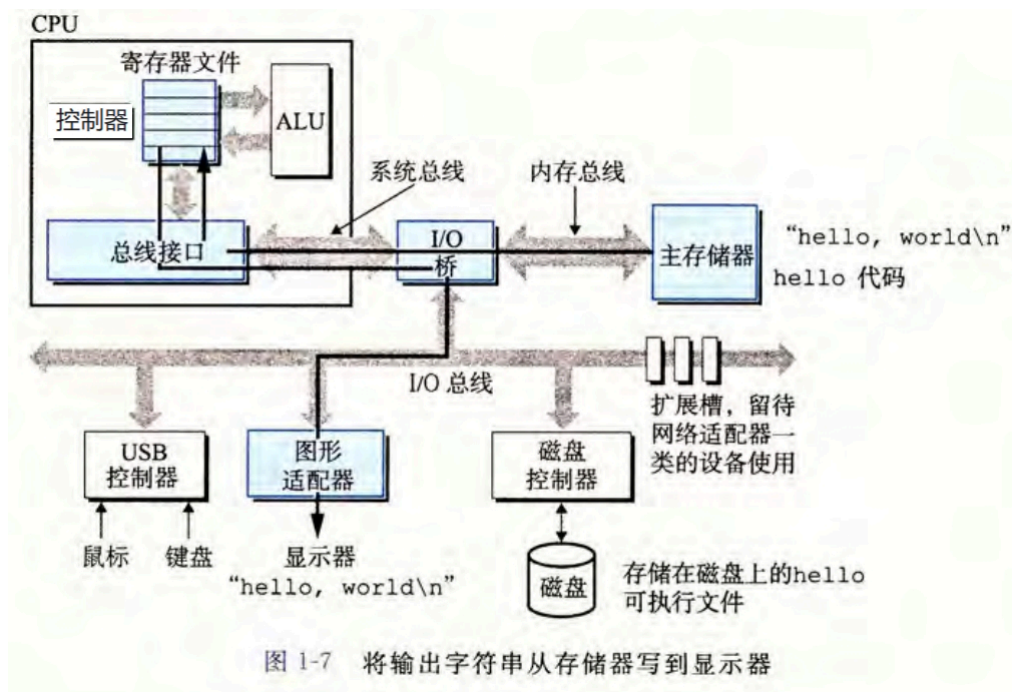 CPU
寄存器文件
控制器
ALU
系统总线
内存总线
总线接口
I/O
桥
主存储器
“hello, world\n”
hello 代码
I/O 总线
扩展槽，留待
网络适配器一
类的设备使用
USB
控制器
图形
适配器
磁盘
控制器
鼠标
键盘
显示器
“hello, world\n”
磁盘
存储在磁盘上的hello
可执行文件
图 1-7 将输出字符串从存储器写到显示器